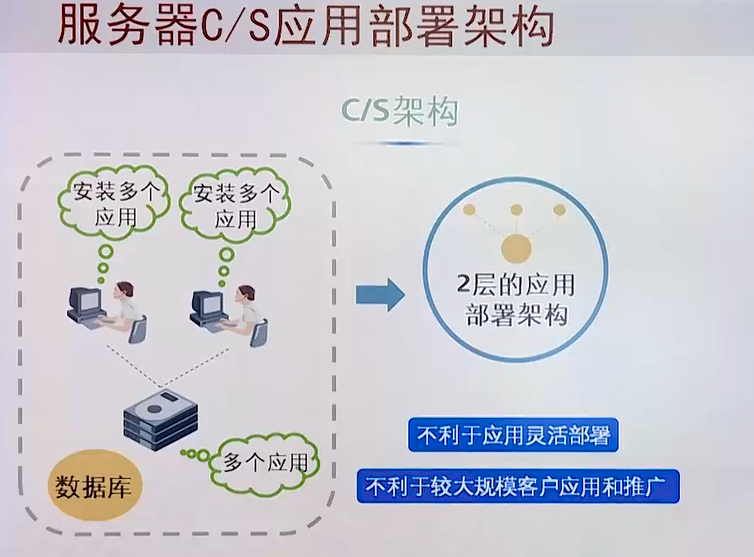 服务器C/S应用部署架构
C/S架构
安装多个
应用
安装多个
应用
2层的应用
部署架构
多个应用
数据库
不利于应用灵活部署
不利于较大规模客户应用和推广